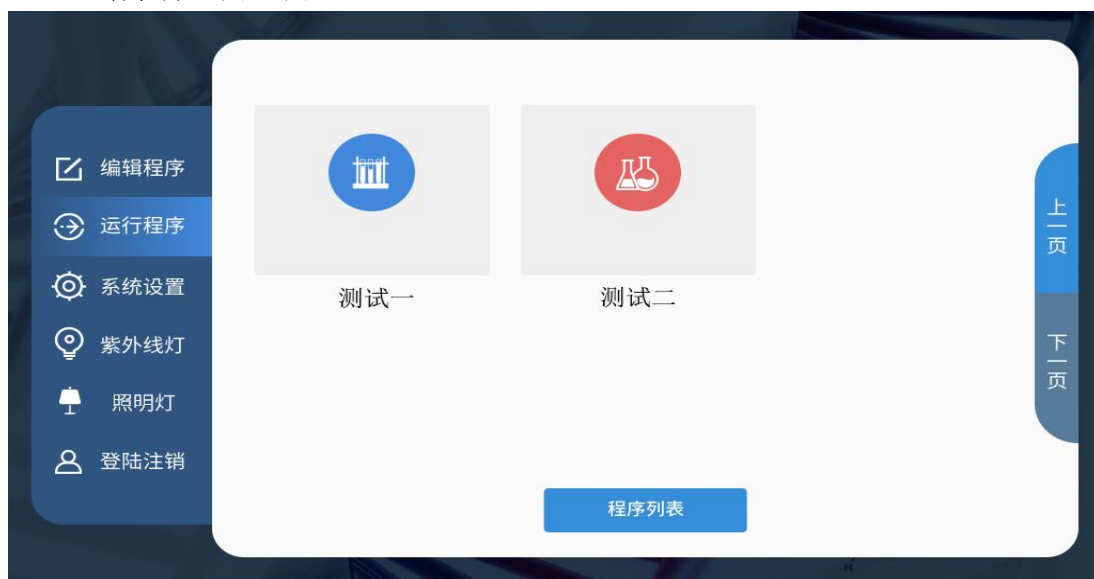 编辑程序
运行程序
系统设置
紫外线灯
照明灯
登陆注销
测试一
测试二
程序列表
上一页
下一页